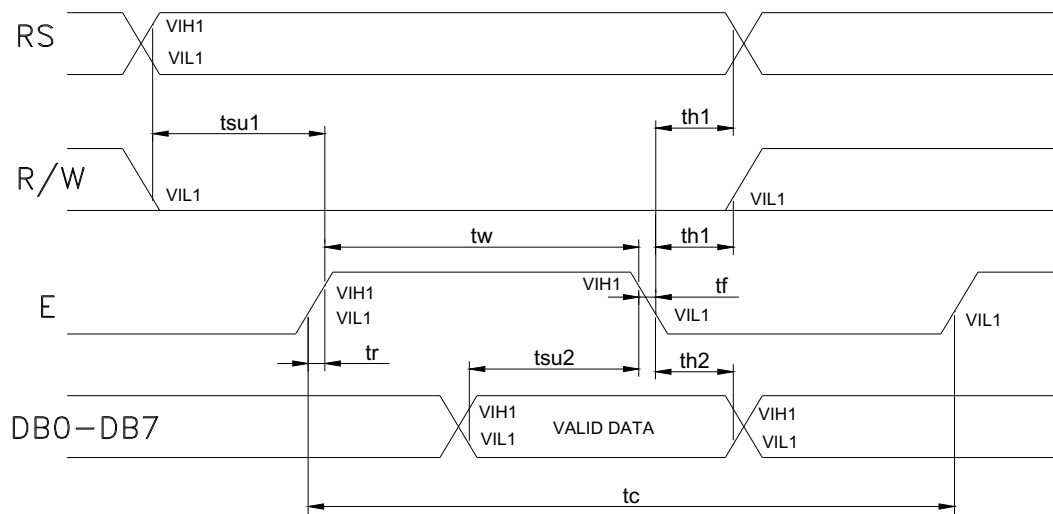 RS
VIH1
VIL1
tsu1
th1
R/W
VIL1
VIL1
tw
th1
E
VIH1
VIL1
VIH1
tf
VIL1
VIL1
tr
tsu2
th2
DB0-DB7
VIH1
VIL1
VALID DATA
VIH1
VIL1
tc